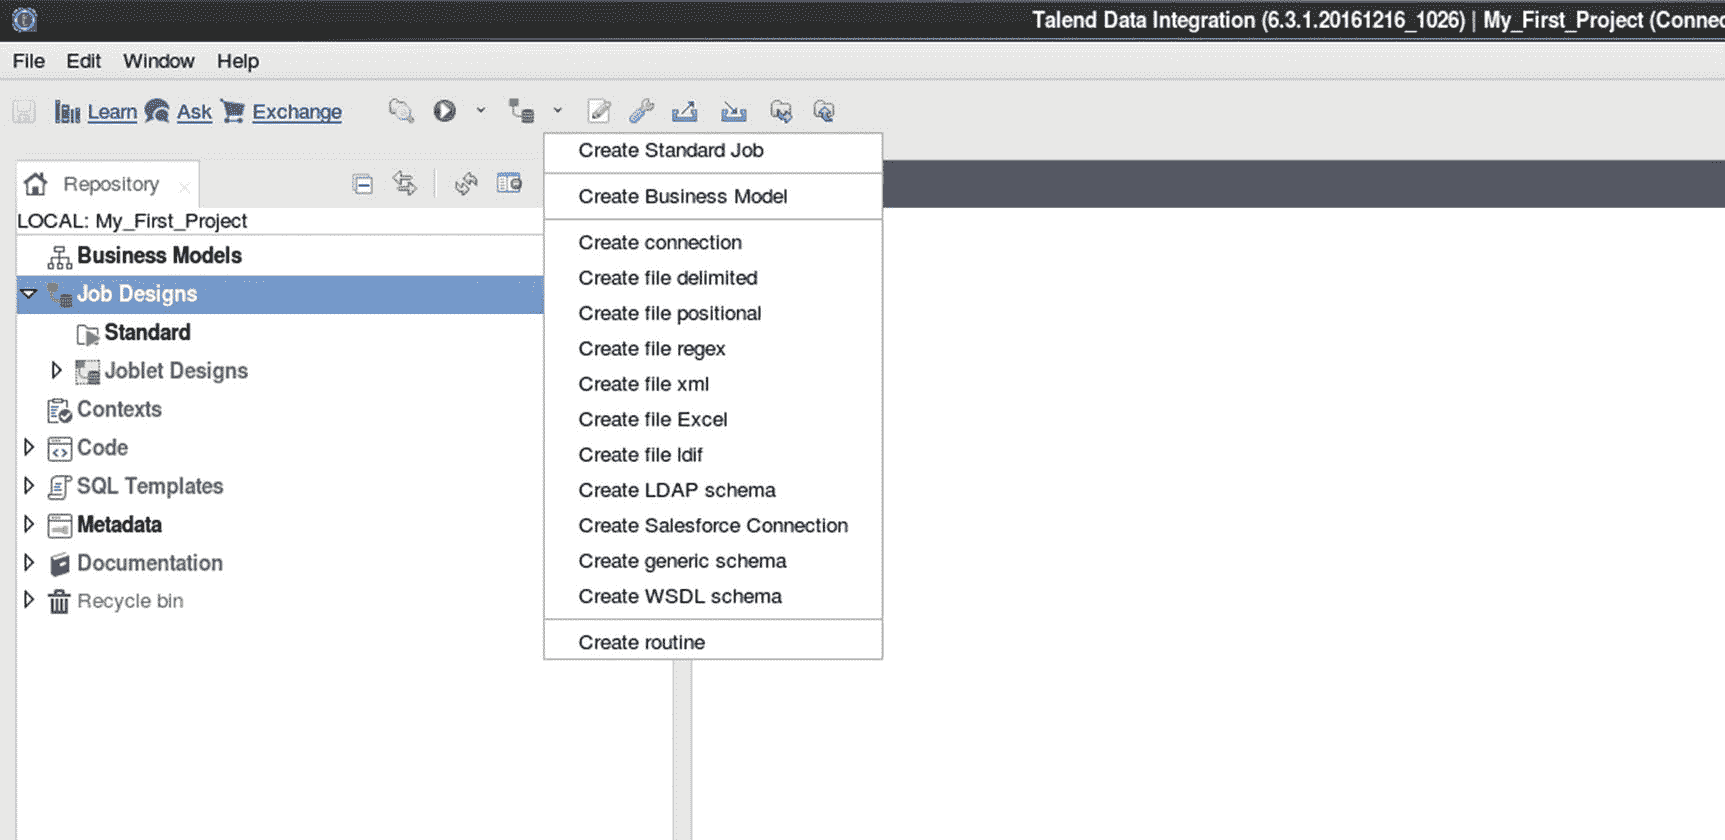 Talend Data Integration (6.3.1.20161216_1026) | My_First_Project (Connec
File Edit Window Help
Learn Ask Exchange
Repository
LOCAL: My_First_Project
Business Models
Job Designs
Standard
Joblet Designs
Contexts
Code
SQL Templates
Metadata
Documentation
Recycle bin
Create Standard Job
Create Business Model
Create connection
Create file delimited
Create file positional
Create file regex
Create file xml
Create file Excel
Create file ldif
Create LDAP schema
Create Salesforce Connection
Create generic schema
Create WSDL schema
Create routine